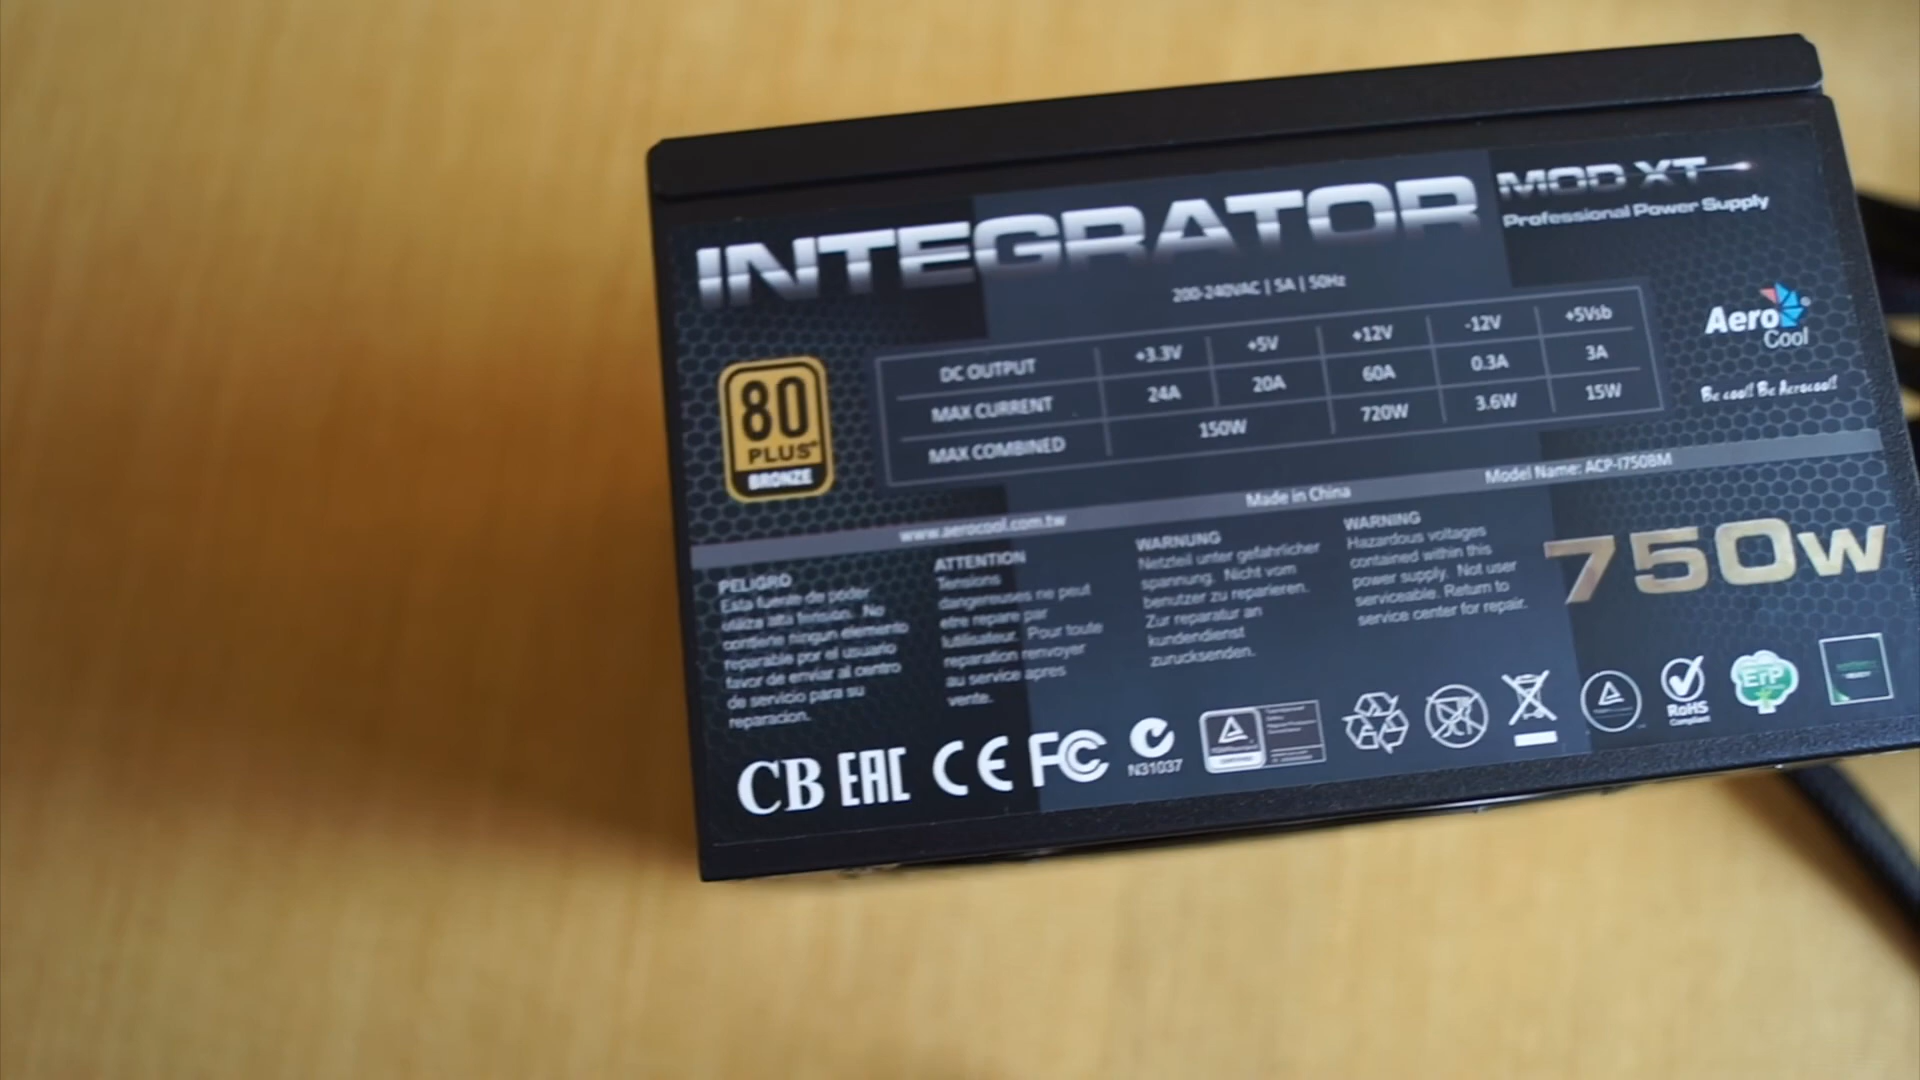 INTEGRATOR MOD XT
Professional Power Supply
200-240VAC | 5A | 50Hz
DC OUTPUT +3.3V +5V +12V -12V +5Vsb
MAX CURRENT 24A 20A 60A 0.3A 3A
MAX COMBINED 150W 720W 3.6W 15W
80
PLUS
BRONZE
Aero
Cool
Be cool! Be Aerocool!
www.aerocool.com.tw Made in China Model Name: ACP-I750BM
PELIGRO
Esta fuente de poder
utiliza alta tension. No
contiene ningun elemento
reparable por el usuario
favor de enviar al centro
de servicio para su
reparacion.
ATTENTION
Tensions
dangereuses ne peut
etre repare par
lutilisateur. Pour toute
reparation renvoyer
au service apres
vente.
WARNUNG
Netzteil unter gefahrlicher
spannung. Nicht vom
benutzer zu reparieren.
Zur reparatur an
kundendienst
zurucksenden.
WARNING
Hazardous voltages
contained within this
power supply. Not user
serviceable. Return to
service center for repair.
750W
CB EAC CE FC
N31037
RoHS
Compliant
ErP